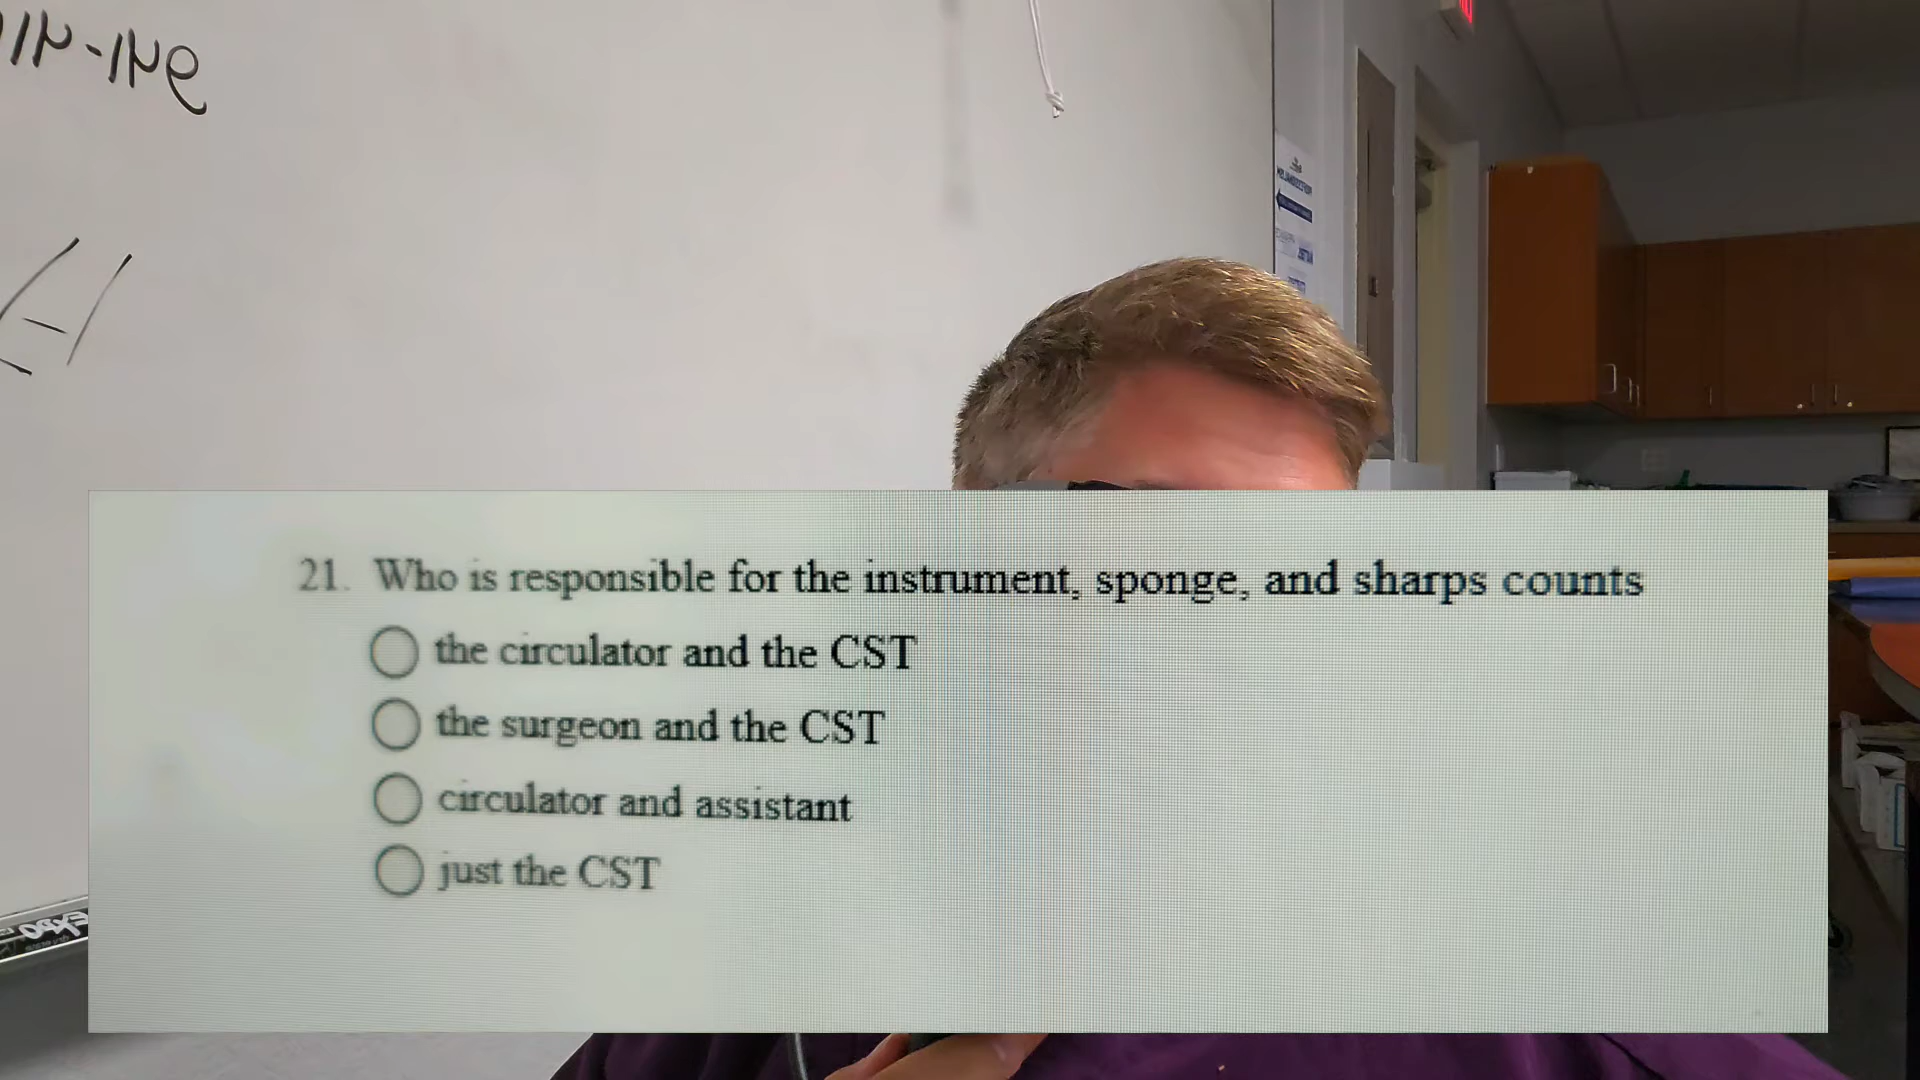 21. Who is responsible for the instrument, sponge, and sharps counts
the circulator and the CST
the surgeon and the CST
circulator and assistant
just the CST
EXPO